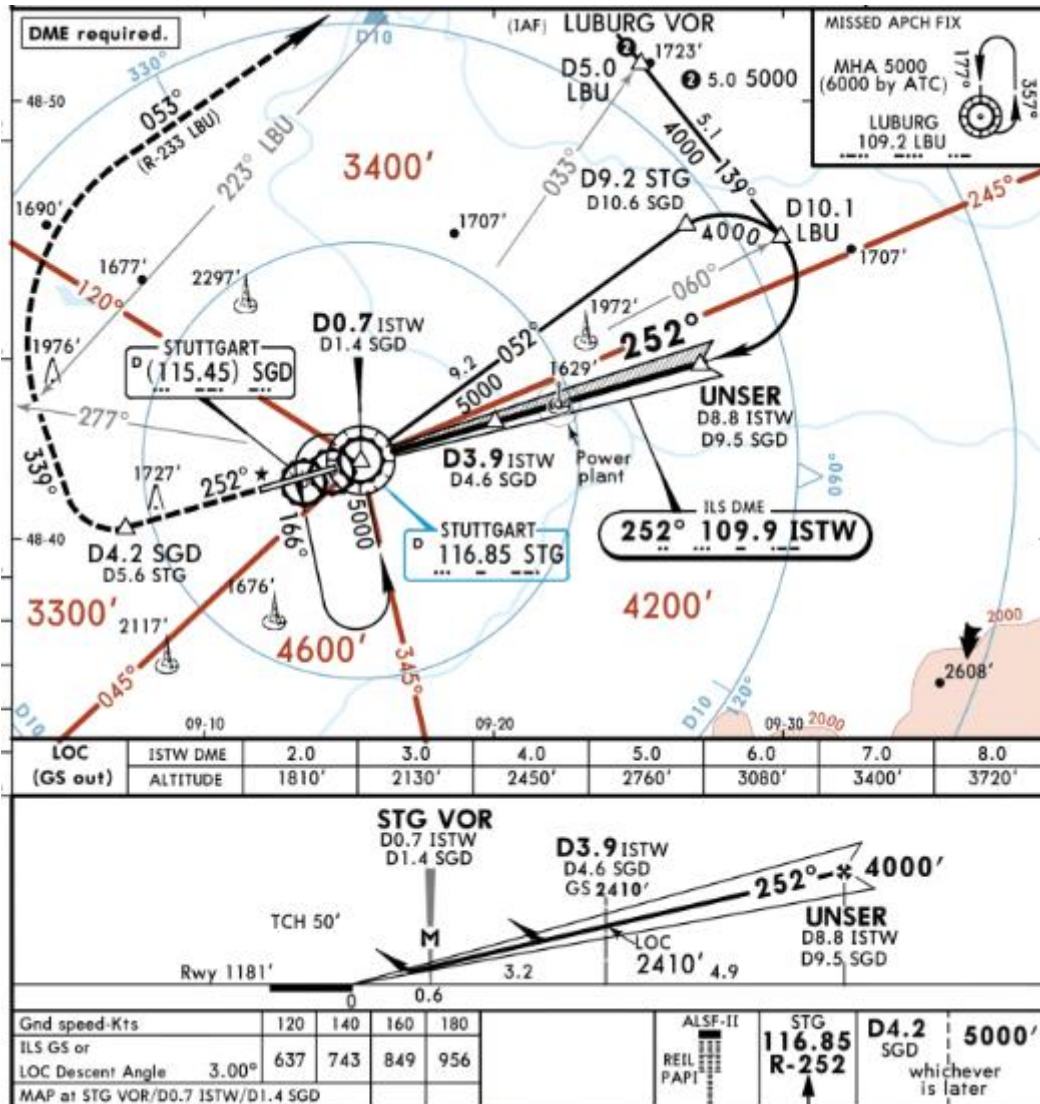 DME required.
(IAF) LUBURG VOR
MISSED APCH FIX
MHA 5000
(6000 by ATC)
177°
357°
LUBURG
109.2 LBU
D10
330°
48-50
053°
(R-233 LBU)
223° LBU
3400'
2
1723'
D5.0
LBU
2 5.0 5000
5.1
4000
139°
033°
D9.2 STG
D10.6 SGD
4000
D10.1
LBU
245°
1690'
1707'
1707'
1677'
2297'
120°
060°
1972'
D0.7 ISTW
D1.4 SGD
STUTTGART
D (115.45) SGD
1976'
9.2
052°
5000
252°
1629'
UNSER
D8.8 ISTW
D9.5 SGD
277°
339°
1727'
252°
D3.9 ISTW
D4.6 SGD
Power
plant
090°
166°
5000
48-40
D4.2 SGD
D5.6 STG
STUTTGART
D 116.85 STG
ILS DME
252° 109.9 ISTW
3300'
1676'
2117'
4600'
4200'
045°
345°
2000
2608'
D10
09-10
09-20
D10
120°
09-30
2000
LOC
(GS out)
ISTW DME 2.0 3.0 4.0 5.0 6.0 7.0 8.0
ALTITUDE 1810' 2130' 2450' 2760' 3080' 3400' 3720'
STG VOR
D0.7 ISTW
D1.4 SGD
D3.9 ISTW
D4.6 SGD
GS 2410'
252°
4000'
TCH 50'
M
LOC
2410'
UNSER
D8.8 ISTW
D9.5 SGD
Rwy 1181'
3.2
4.9
0
0.6
Gnd speed-Kts 120 140 160 180
ILS GS or
LOC Descent Angle 3.00° 637 743 849 956
MAP at STG VOR/D0.7 ISTW/D1.4 SGD
ALSF-II
REIL
PAPI
STG
116.85
R-252
D4.2
SGD
5000'
whichever
is later